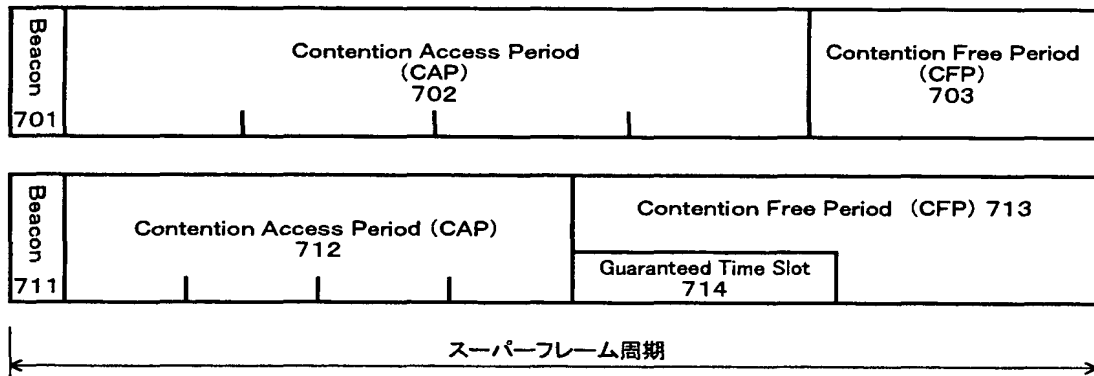 Beacon
701
Contention Access Period
(CAP)
702
Contention Free Period
(CFP)
703
Beacon
711
Contention Access Period (CAP)
712
Contention Free Period (CFP) 713
Guaranteed Time Slot
714
スーパーフレーム周期